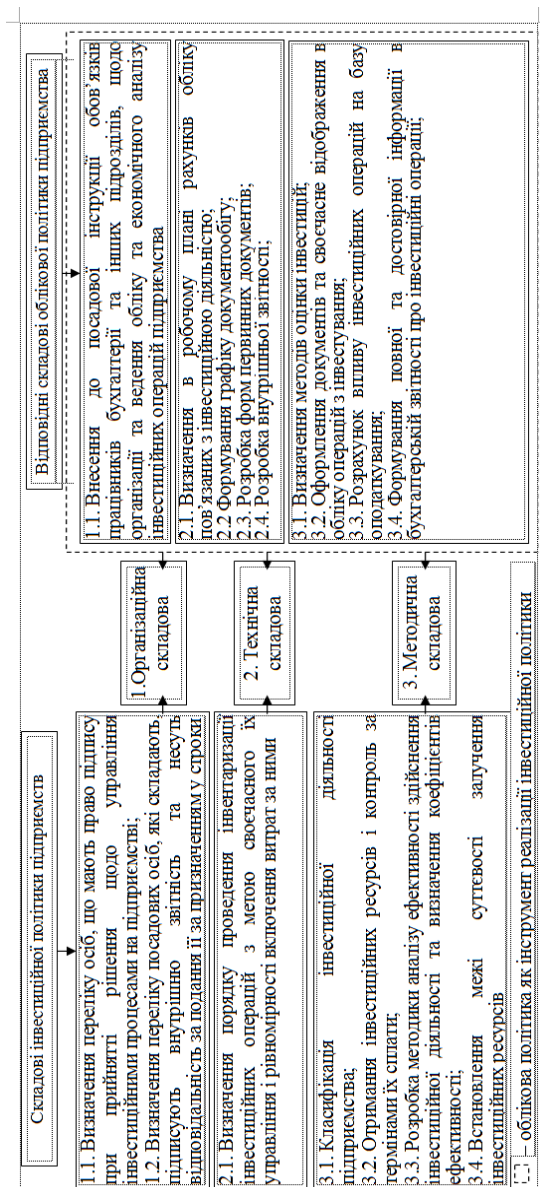 Складові інвестиційної політики підприємств
1.1. Визначення переліку осіб, що мають право підпису
при прийнятті рішення щодо управління
інвестиційними процесами на підприємстві;
1.2. Визначення переліку посадових осіб, які складають,
підписують внутрішню звітність та несуть
відповідальність за подання її за призначенням у строки
2.1. Визначення порядку проведення інвентаризації
інвестиційних операцій з метою своєчасного їх
управління і рівномірності включення витрат за ними
3.1. Класифікація інвестиційної діяльності
підприємства;
3.2. Отримання інвестиційних ресурсів і контроль за
термінами їх сплати;
3.3. Розробка методики аналізу ефективності здійснення
інвестиційної діяльності та визначення коефіцієнтів
ефективності;
3.4. Встановлення межі суттєвості залучення
інвестиційних ресурсів
1.Організаційна
складова
2. Технічна
складова
3. Методична
складова
Відповідні складові облікової політики підприємства
1.1. Внесення до посадової інструкції обов’язків
працівників бухгалтерії та інших підрозділів, щодо
організації та ведення обліку та економічного аналізу
інвестиційних операцій підприємства
2.1. Визначення в робочому плані рахунків обліку
пов’язаних з інвестиційною діяльністю;
2.2 Формування графіку документообігу;
2.3. Розробка форм первинних документів;
2.4. Розробка внутрішньої звітності;
3.1. Визначення методів оцінки інвестицій;
3.2. Оформлення документів та своєчасне відображення в
обліку операцій з інвестування;
3.3. Розрахунок впливу інвестиційних операцій на базу
оподаткування;
3.4. Формування повної та достовірної інформації в
бухгалтерській звітності про інвестиційні операції;
– облікова політика як інструмент реалізації інвестиційної політики